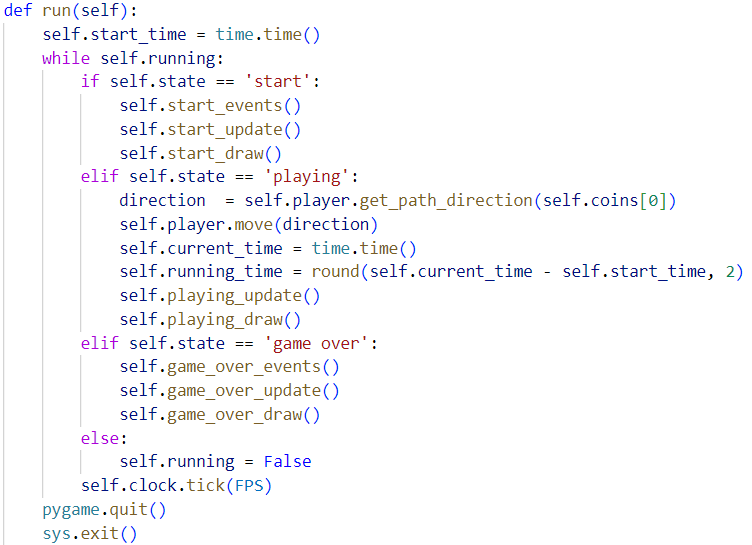 def run(self):
    self.start_time = time.time()
    while self.running:
        if self.state == 'start':
            self.start_events()
            self.start_update()
            self.start_draw()
        elif self.state == 'playing':
            direction  = self.player.get_path_direction(self.coins[0])
            self.player.move(direction)
            self.current_time = time.time()
            self.running_time = round(self.current_time - self.start_time, 2)
            self.playing_update()
            self.playing_draw()
        elif self.state == 'game over':
            self.game_over_events()
            self.game_over_update()
            self.game_over_draw()
        else:
            self.running = False
        self.clock.tick(FPS)
    pygame.quit()
    sys.exit()